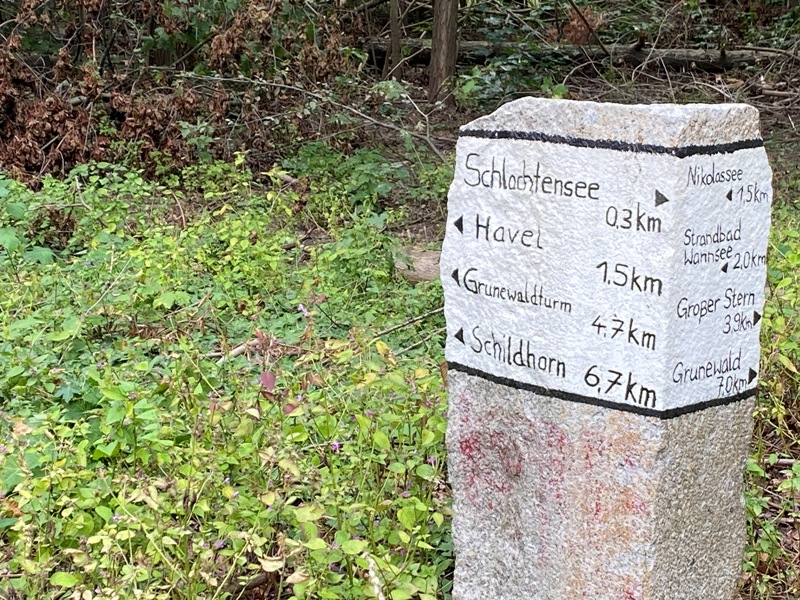 Schlachtensee ▶
0.3km
◀ Havel
1.5km
◀ Grunewaldturm
4.7km
◀ Schildhorn
6,7km
Nikolassee
◀ 1,5km
Strandbad
Wannsee
◀ 2,0km
Großer Stern
3,9km ▶
Grunewald
7.0km ▶